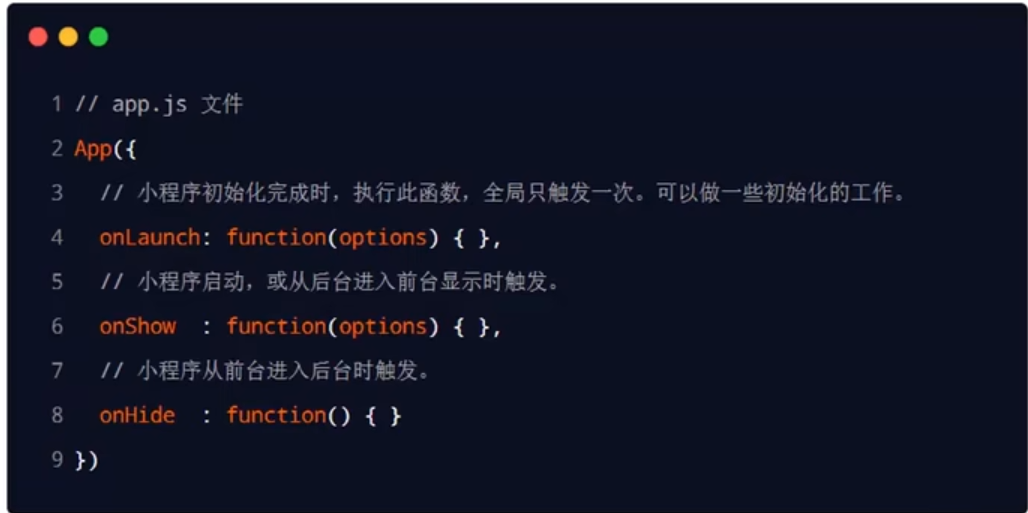 1 // app.js 文件
2 App({
3   // 小程序初始化完成时，执行此函数，全局只触发一次。可以做一些初始化的工作。
4   onLaunch: function(options) { },
5   // 小程序启动，或从后台进入前台显示时触发。
6   onShow  : function(options) { },
7   // 小程序从前台进入后台时触发。
8   onHide  : function() { }
9 })